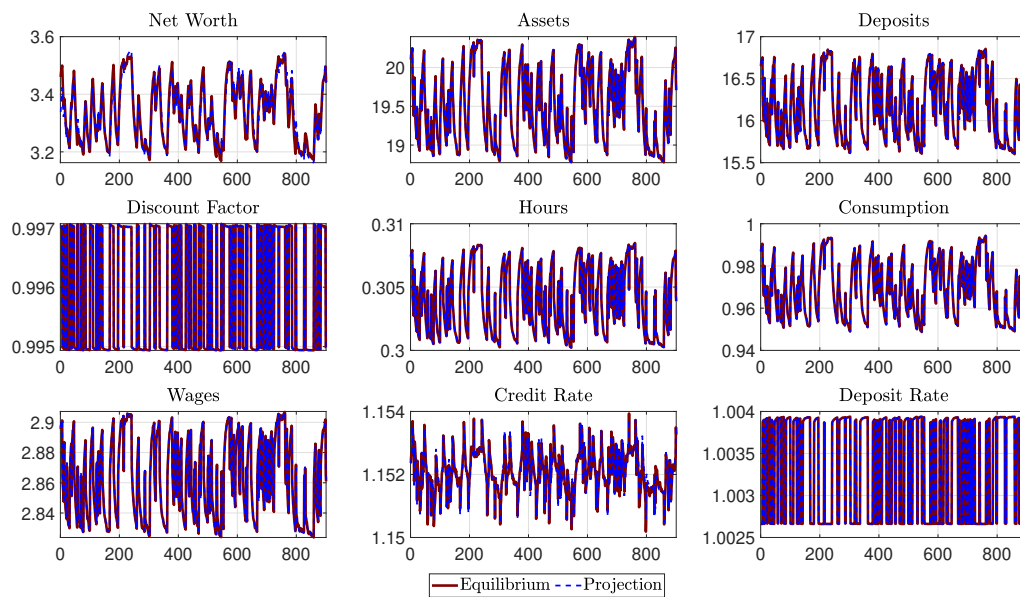 Net Worth Assets Deposits
3.6
3.4
3.2
0 200 400 600 800
20
19.5
19
0 200 400 600 800
17
16.5
16
15.5
0 200 400 600 800
Discount Factor Hours Consumption
0.997
0.996
0.995
0 200 400 600 800
0.31
0.305
0.3
0 200 400 600 800
1
0.98
0.96
0.94
0 200 400 600 800
Wages Credit Rate Deposit Rate
2.9
2.88
2.86
2.84
0 200 400 600 800
1.154
1.152
1.15
0 200 400 600 800
1.004
1.0035
1.003
1.0025
0 200 400 600 800
Equilibrium Projection